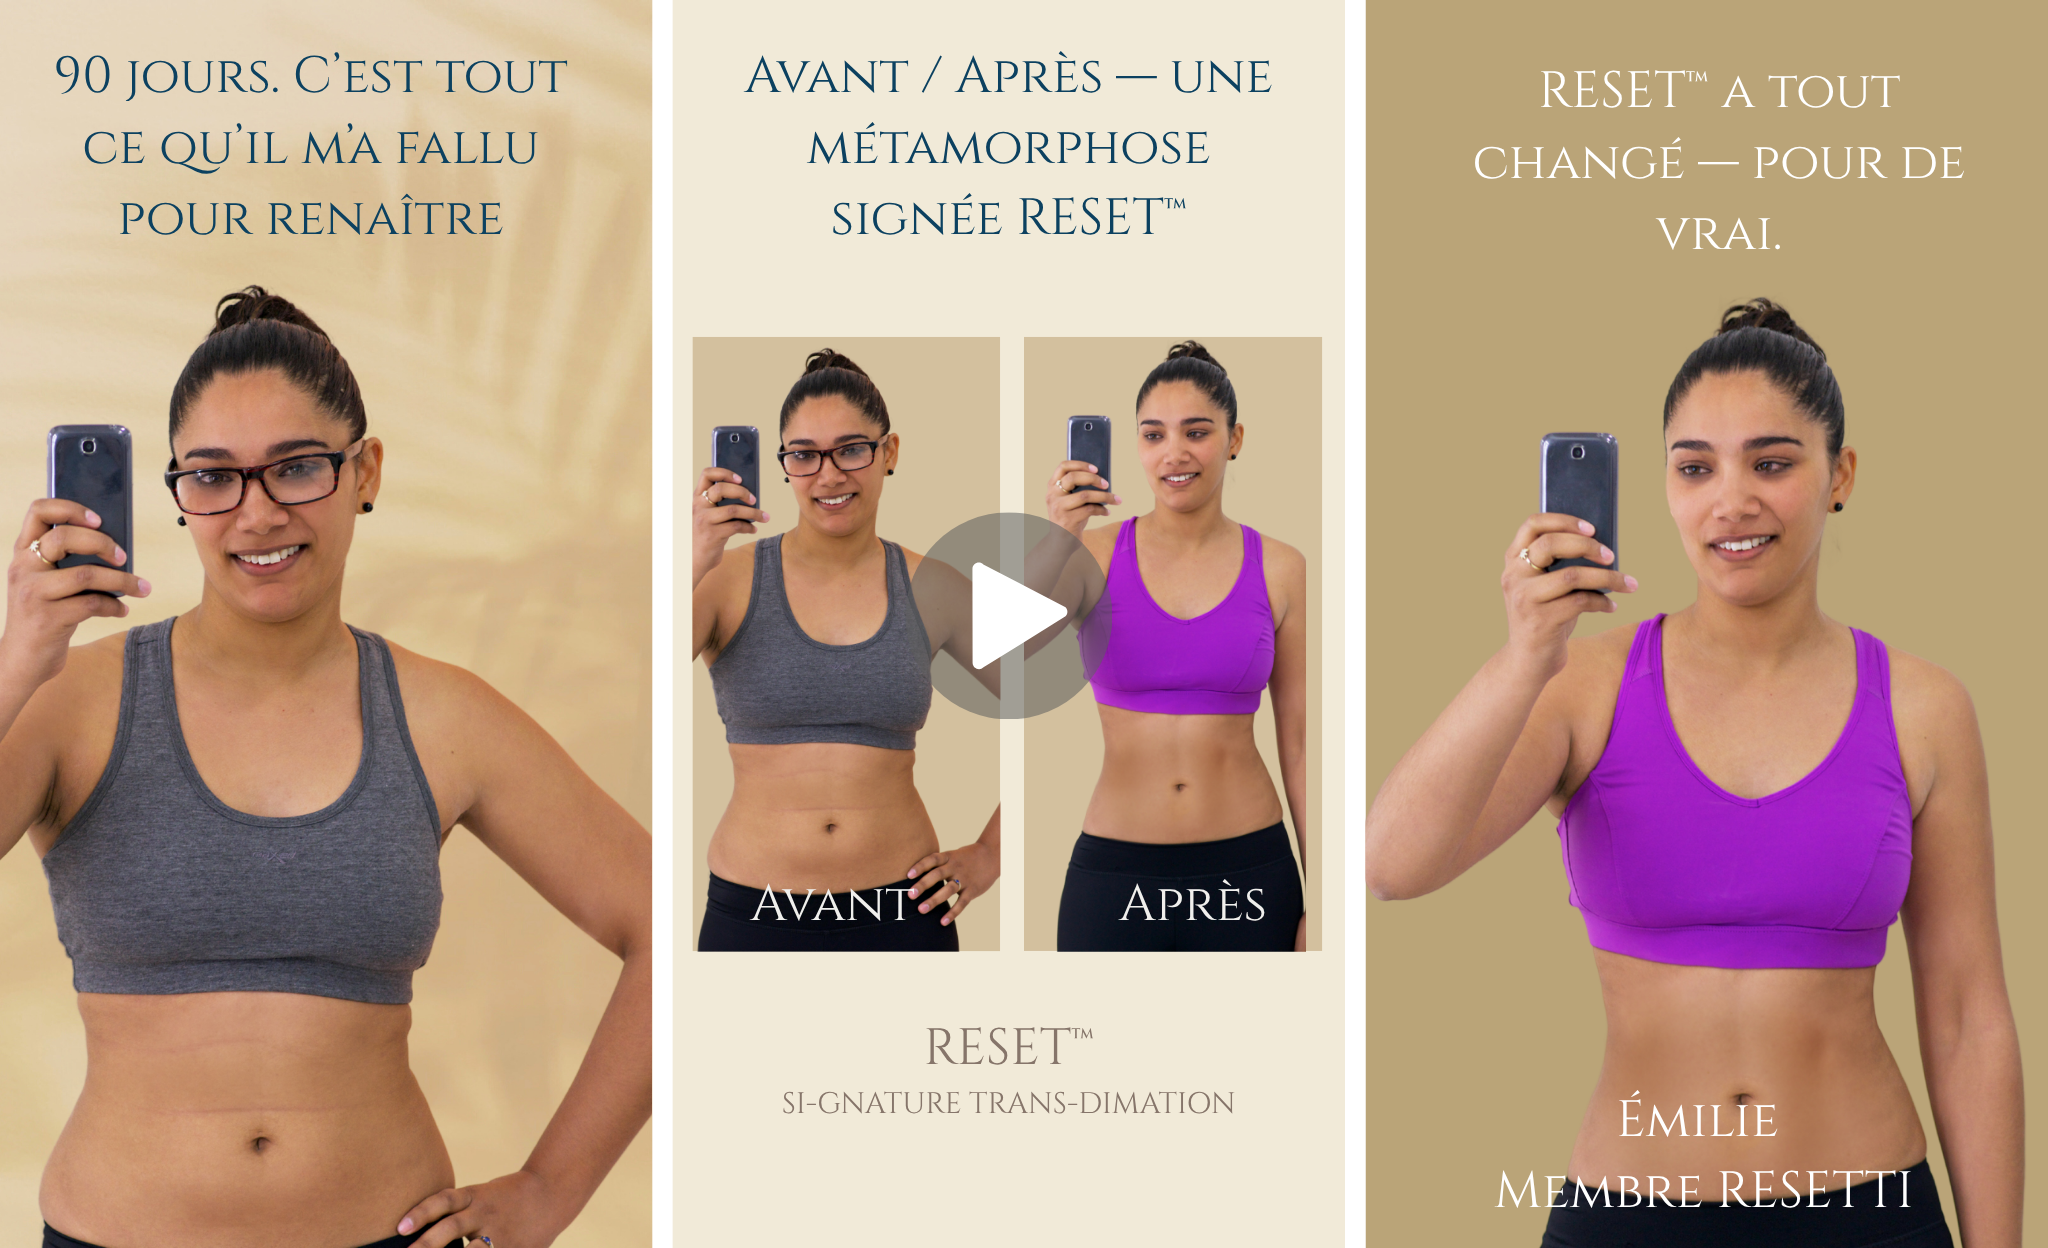 90 jours. C'est tout
ce qu'il m'a fallu
pour renaître
Avant / Après — une
métamorphose
signée RESET™
Avant
Après
RESET™
SI-GNATURE TRANS-DIMATION
RESET™ a tout
changé — pour de
vrai.
Émilie
Membre RESETTI